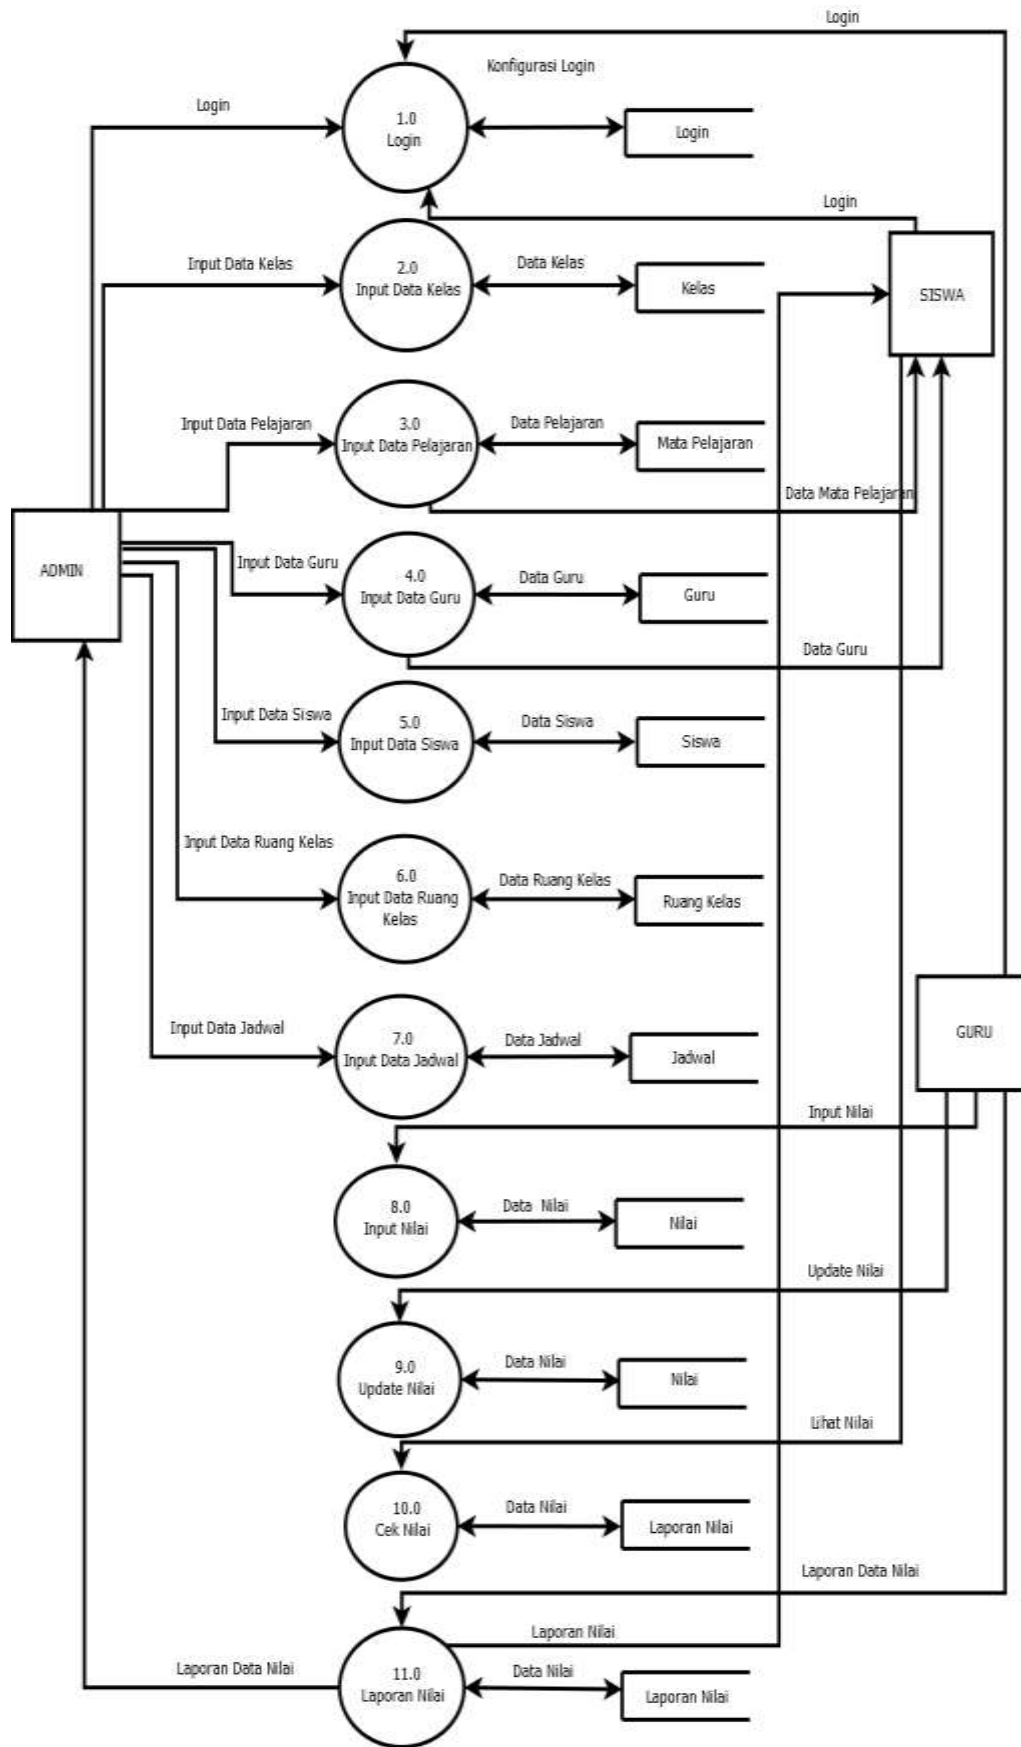 Login
Konfigurasi Login
Login
1.0
Login
Login
Login
Input Data Kelas
2.0
Input Data Kelas
Data Kelas
Kelas
SISWA
Input Data Pelajaran
3.0
Input Data Pelajaran
Data Pelajaran
Mata Pelajaran
Data Mata Pelajaran
ADMIN
Input Data Guru
4.0
Input Data Guru
Data Guru
Guru
Data Guru
Input Data Siswa
5.0
Input Data Siswa
Data Siswa
Siswa
Input Data Ruang Kelas
6.0
Input Data Ruang
Kelas
Data Ruang Kelas
Ruang Kelas
Input Data Jadwal
7.0
Input Data Jadwal
Data Jadwal
Jadwal
GURU
Input Nilai
8.0
Input Nilai
Data Nilai
Nilai
Update Nilai
9.0
Update Nilai
Data Nilai
Nilai
Lihat Nilai
10.0
Cek Nilai
Data Nilai
Laporan Nilai
Laporan Data Nilai
Laporan Nilai
Laporan Data Nilai
11.0
Laporan Nilai
Data Nilai
Laporan Nilai